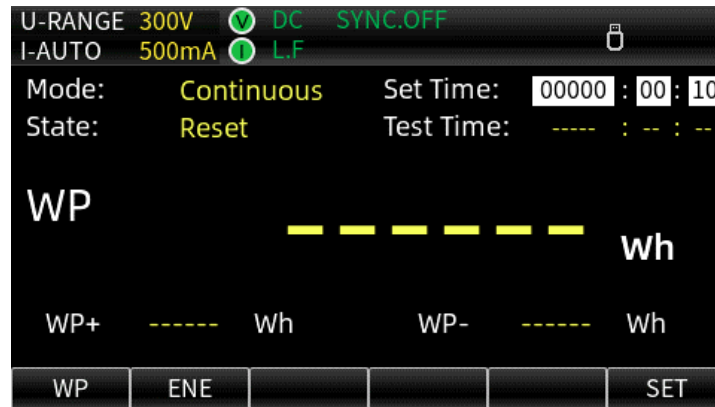 U-RANGE 300V V DC SYNC.OFF
I-AUTO 500mA I L.F
Mode: Continuous Set Time: 00000 : 00 : 10
State: Reset Test Time: ----- : -- : --
WP ------ Wh
WP+ ------ Wh WP- ------ Wh
WP ENE SET